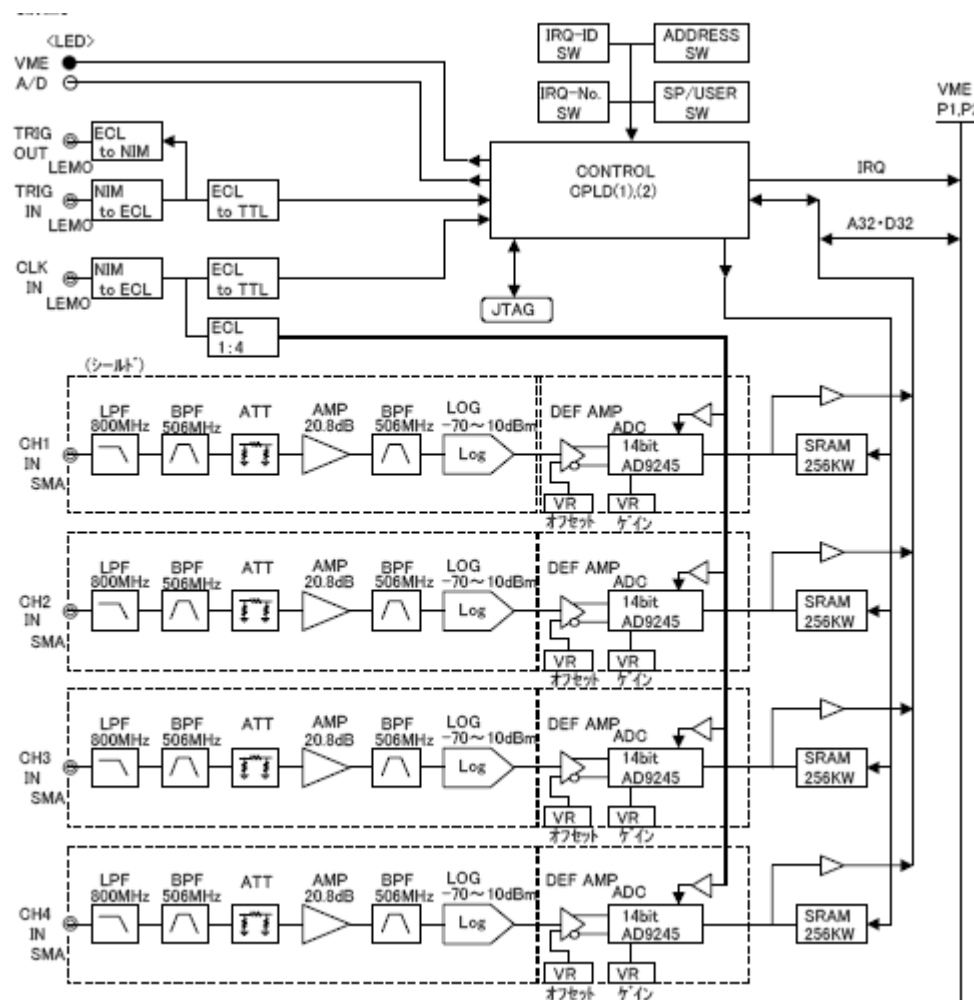 <LED>
VME
A/D
IRQ-ID
SW
ADDRESS
SW
IRQ-No.
SW
SP/USER
SW
VME
P1,P2
TRIG
OUT
LEMO
ECL
to NIM
TRIG
IN
LEMO
NIM
to ECL
ECL
to TTL
CONTROL
CPLD(1),(2)
IRQ
A32・D32
CLK
IN
LEMO
NIM
to ECL
ECL
to TTL
ECL
1:4
JTAG
(シールド)
CH1
IN
SMA
LPF
800MHz
BPF
506MHz
ATT
AMP
20.8dB
BPF
506MHz
LOG
-70～10dBm
Log
DEF AMP
ADC
14bit
AD9245
VR
オフセット
VR
ゲイン
SRAM
256KW
CH2
IN
SMA
LPF
800MHz
BPF
506MHz
ATT
AMP
20.8dB
BPF
506MHz
LOG
-70～10dBm
Log
DEF AMP
ADC
14bit
AD9245
VR
オフセット
VR
ゲイン
SRAM
256KW
CH3
IN
SMA
LPF
800MHz
BPF
506MHz
ATT
AMP
20.8dB
BPF
506MHz
LOG
-70～10dBm
Log
DEF AMP
ADC
14bit
AD9245
VR
オフセット
VR
ゲイン
SRAM
256KW
CH4
IN
SMA
LPF
800MHz
BPF
506MHz
ATT
AMP
20.8dB
BPF
506MHz
LOG
-70～10dBm
Log
DEF AMP
ADC
14bit
AD9245
VR
オフセット
VR
ゲイン
SRAM
256KW